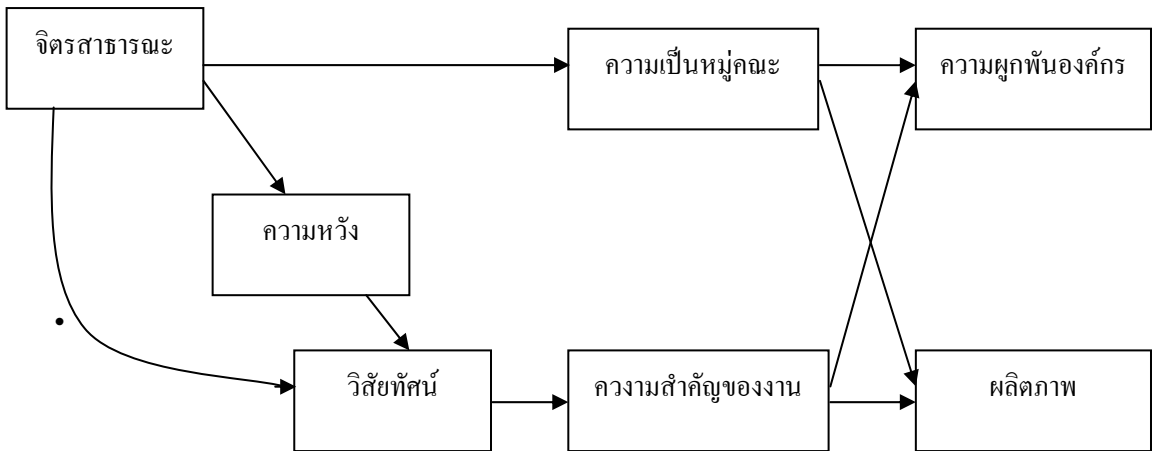 จิตรสาธารณะ
ความเป็นหมู่คณะ
ความผูกพันองค์กร
ความหวัง
วิสัยทัศน์
ควงามสำคัญของงาน
ผลิตภาพ